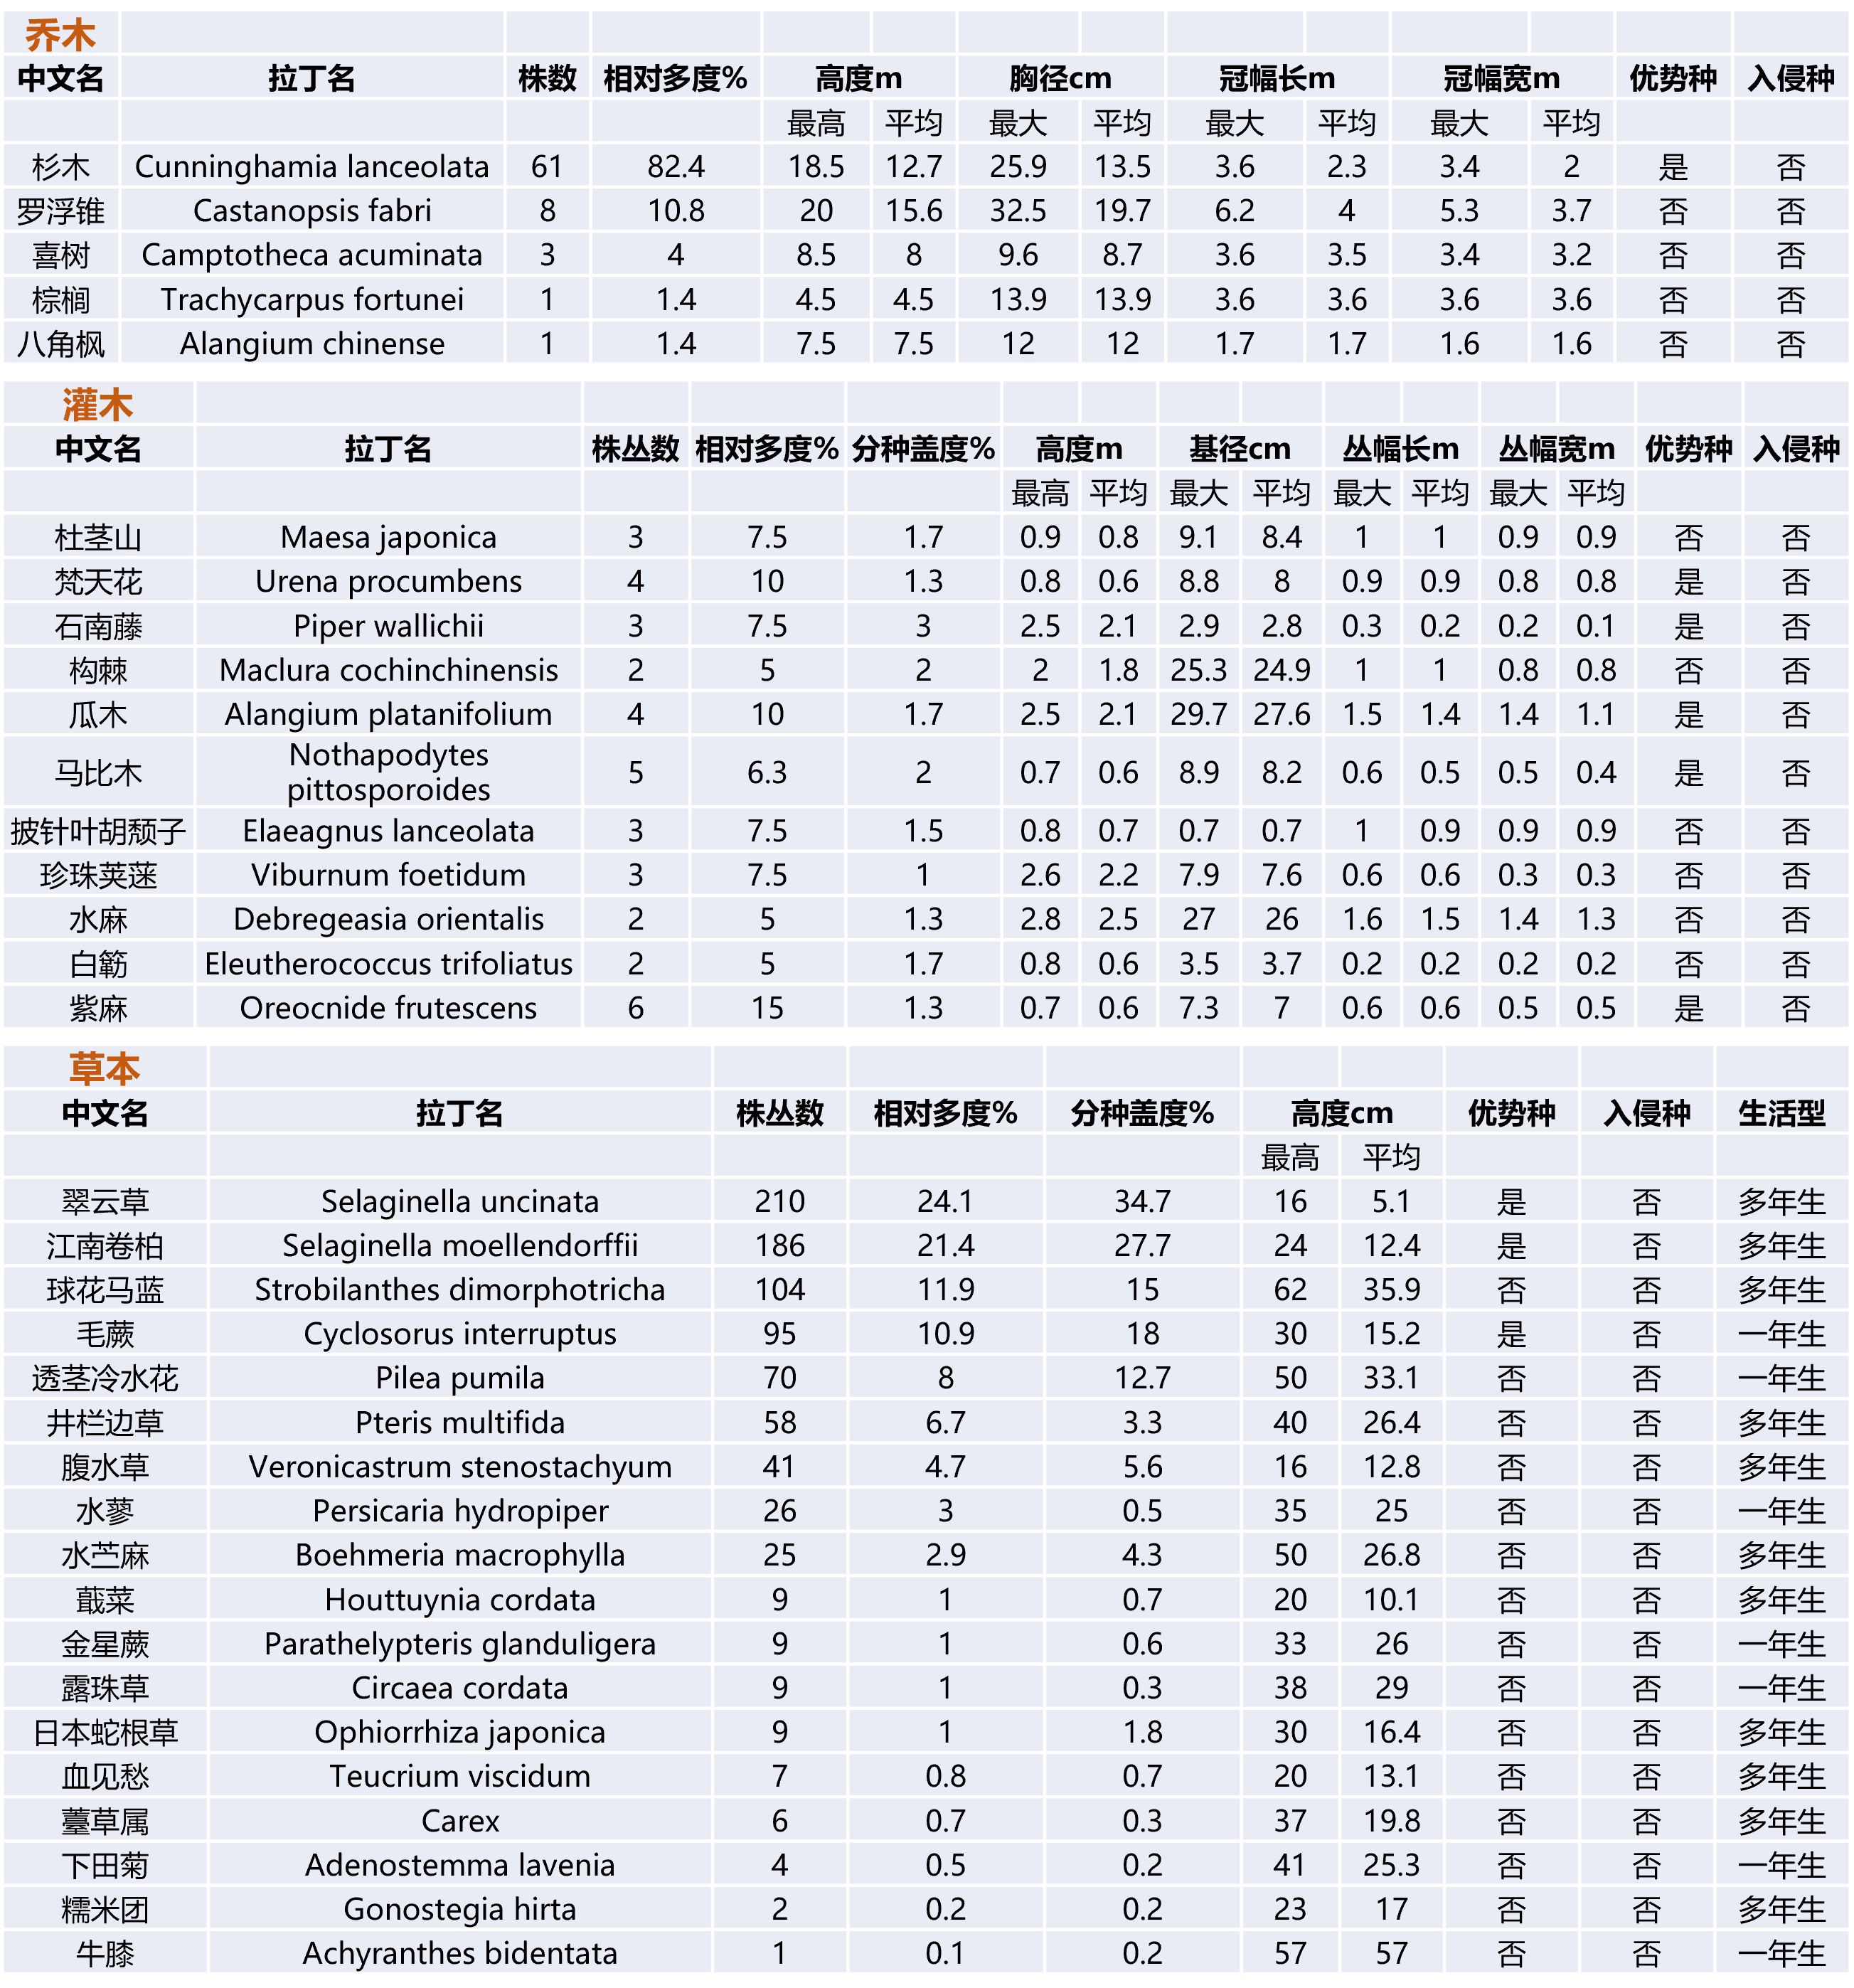 乔木
中文名 拉丁名 株数 相对多度% 高度m 胸径cm 冠幅长m 冠幅宽m 优势种 入侵种
最高 平均 最大 平均 最大 平均 最大 平均
杉木 Cunninghamia lanceolata 61 82.4 18.5 12.7 25.9 13.5 3.6 2.3 3.4 2 是 否
罗浮锥 Castanopsis fabri 8 10.8 20 15.6 32.5 19.7 6.2 4 5.3 3.7 否 否
喜树 Camptotheca acuminata 3 4 8.5 8 9.6 8.7 3.6 3.5 3.4 3.2 否 否
棕榈 Trachycarpus fortunei 1 1.4 4.5 4.5 13.9 13.9 3.6 3.6 3.6 3.6 否 否
八角枫 Alangium chinense 1 1.4 7.5 7.5 12 12 1.7 1.7 1.6 1.6 否 否
灌木
中文名 拉丁名 株丛数 相对多度% 分种盖度% 高度m 基径cm 丛幅长m 丛幅宽m 优势种 入侵种
最高 平均 最大 平均 最大 平均 最大 平均
杜茎山 Maesa japonica 3 7.5 1.7 0.9 0.8 9.1 8.4 1 1 0.9 0.9 否 否
梵天花 Urena procumbens 4 10 1.3 0.8 0.6 8.8 8 0.9 0.9 0.8 0.8 是 否
石南藤 Piper wallichii 3 7.5 3 2.5 2.1 2.9 2.8 0.3 0.2 0.2 0.1 是 否
构棘 Maclura cochinchinensis 2 5 2 2 1.8 25.3 24.9 1 1 0.8 0.8 否 否
瓜木 Alangium platanifolium 4 10 1.7 2.5 2.1 29.7 27.6 1.5 1.4 1.4 1.1 是 否
马比木 Nothapodytes pittosporoides 5 6.3 2 0.7 0.6 8.9 8.2 0.6 0.5 0.5 0.4 是 否
披针叶胡颓子 Elaeagnus lanceolata 3 7.5 1.5 0.8 0.7 0.7 0.7 1 0.9 0.9 0.9 否 否
珍珠荚蒾 Viburnum foetidum 3 7.5 1 2.6 2.2 7.9 7.6 0.6 0.6 0.3 0.3 否 否
水麻 Debregeasia orientalis 2 5 1.3 2.8 2.5 27 26 1.6 1.5 1.4 1.3 否 否
白簕 Eleutherococcus trifoliatus 2 5 1.7 0.8 0.6 3.5 3.7 0.2 0.2 0.2 0.2 否 否
紫麻 Oreocnide frutescens 6 15 1.3 0.7 0.6 7.3 7 0.6 0.6 0.5 0.5 是 否
草本
中文名 拉丁名 株丛数 相对多度% 分种盖度% 高度cm 优势种 入侵种 生活型
最高 平均
翠云草 Selaginella uncinata 210 24.1 34.7 16 5.1 是 否 多年生
江南卷柏 Selaginella moellendorffii 186 21.4 27.7 24 12.4 是 否 多年生
球花马蓝 Strobilanthes dimorphotricha 104 11.9 15 62 35.9 否 否 多年生
毛蕨 Cyclosorus interruptus 95 10.9 18 30 15.2 是 否 一年生
透茎冷水花 Pilea pumila 70 8 12.7 50 33.1 否 否 一年生
井栏边草 Pteris multifida 58 6.7 3.3 40 26.4 否 否 多年生
腹水草 Veronicastrum stenostachyum 41 4.7 5.6 16 12.8 否 否 多年生
水蓼 Persicaria hydropiper 26 3 0.5 35 25 否 否 一年生
水苎麻 Boehmeria macrophylla 25 2.9 4.3 50 26.8 否 否 多年生
蕺菜 Houttuynia cordata 9 1 0.7 20 10.1 否 否 多年生
金星蕨 Parathelypteris glanduligera 9 1 0.6 33 26 否 否 一年生
露珠草 Circaea cordata 9 1 0.3 38 29 否 否 一年生
日本蛇根草 Ophiorrhiza japonica 9 1 1.8 30 16.4 否 否 多年生
血见愁 Teucrium viscidum 7 0.8 0.7 20 13.1 否 否 多年生
薹草属 Carex 6 0.7 0.3 37 19.8 否 否 多年生
下田菊 Adenostemma lavenia 4 0.5 0.2 41 25.3 否 否 一年生
糯米团 Gonostegia hirta 2 0.2 0.2 23 17 否 否 多年生
牛膝 Achyranthes bidentata 1 0.1 0.2 57 57 否 否 一年生